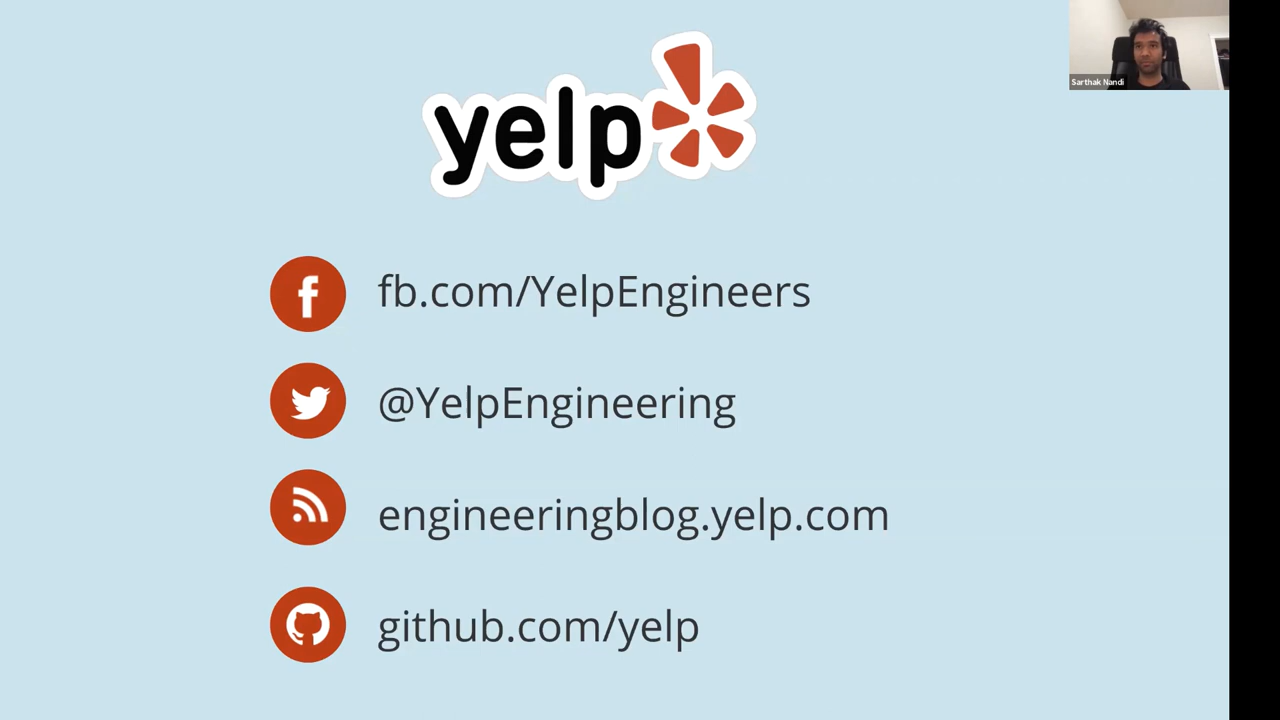 yelp
Sarthak Nandi
fb.com/YelpEngineers
@YelpEngineering
engineeringblog.yelp.com
github.com/yelp